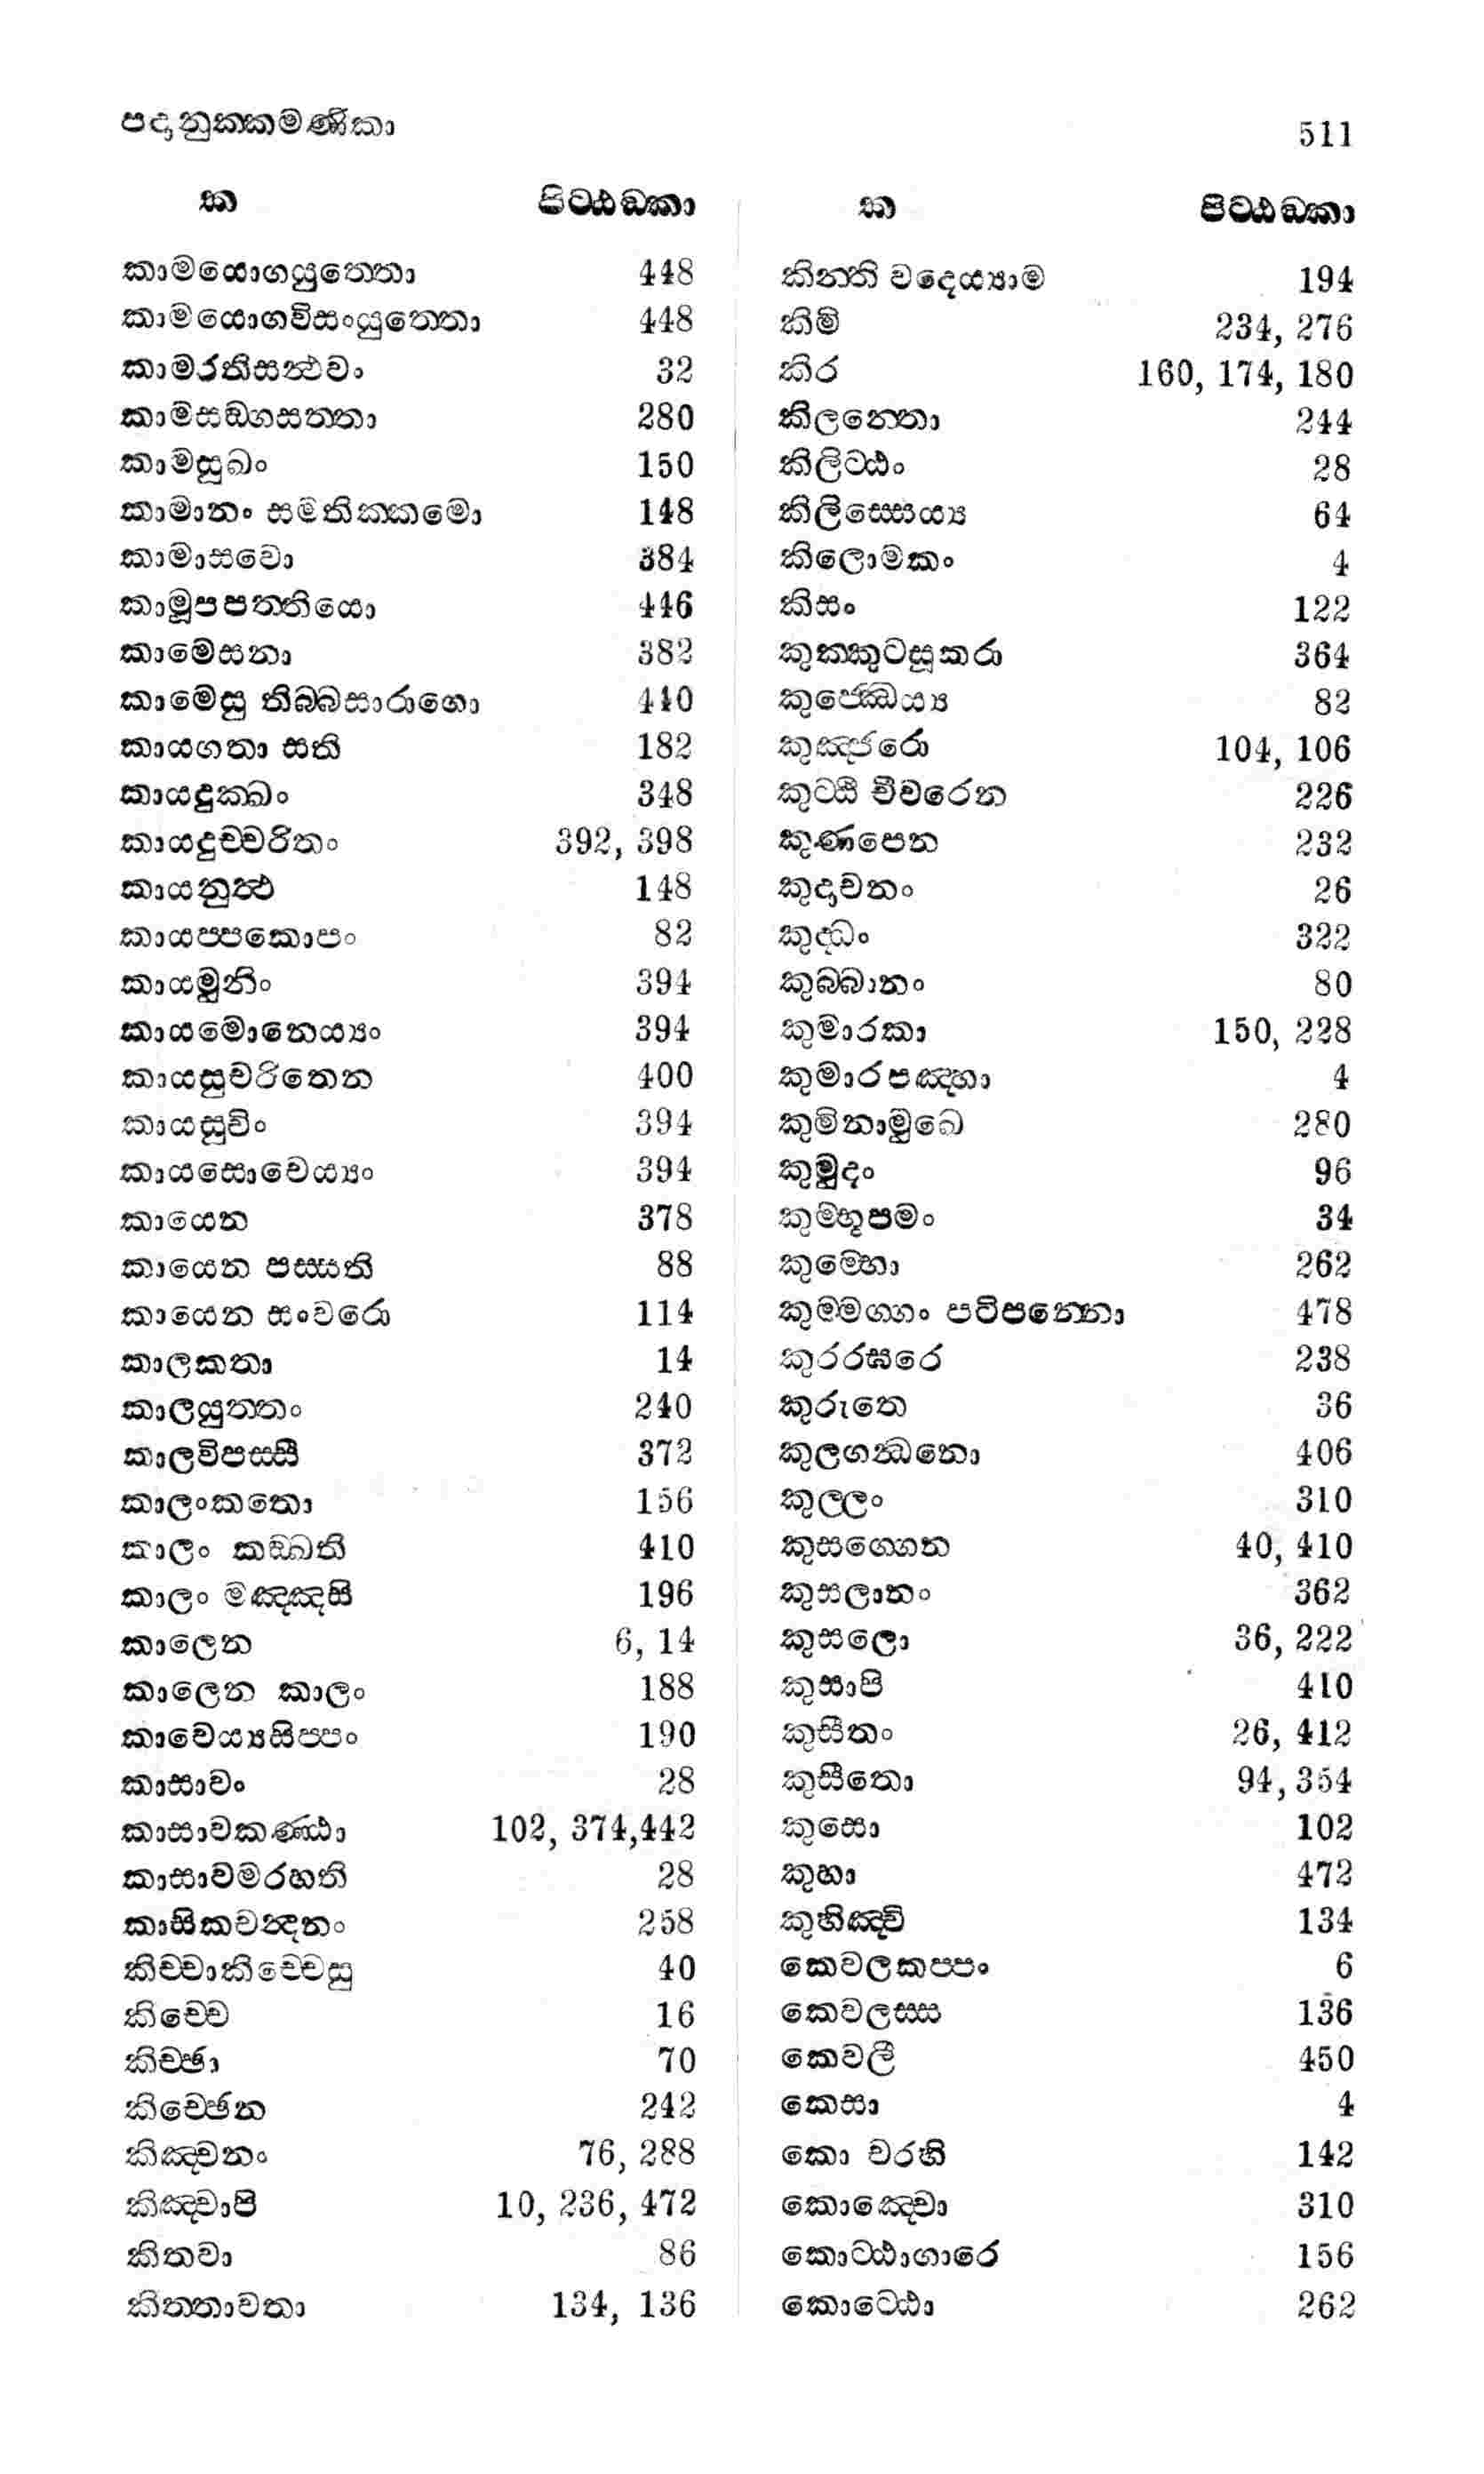 පදානුක්කමණිකා 511
ක පිට්ඨඞ්කා
කාමයොගයුත්තො 448
කාමයොගවිසංයුත්තො 448
කාමරතිසන්ථවං 32
කාමසඞ්ගසත්තා 280
කාමසුඛං 150
කාමානං සමතික්කමො 148
කාමාසවො 384
කාමූපපත්තියො 446
කාමෙසනා 382
කාමෙසු තිබ්බසාරාගො 440
කායගතා සති 182
කායදුක්ඛං 348
කායදුච්චරිතං 392, 398
කායනුත්ථ 148
කායප්පකොපං 82
කායමුනිං 394
කායමොනෙය්‍යං 394
කායසුචරිතෙන 400
කායසුචිං 394
කායසොචෙය්‍යං 394
කායෙන 378
කායෙන පස්සති 88
කායෙන සංවරො 114
කාලකතා 14
කාලයුත්තං 240
කාලවිපස්සී 372
කාලංකතො 156
කාලං කඞ්ඛති 410
කාලං මඤ්ඤසි 196
කාලෙන 6, 14
කාලෙන කාලං 188
කාවෙය්‍යසිප්පං 190
කාසාවං 28
කාසාවකණ්ඨා 102, 374,442
කාසාවමරහති 28
කාසිකචන්දනං 258
කිච්චාකිච්චෙසු 40
කිච්චෙ 16
කිච්ඡා 70
කිච්ඡෙන 242
කිඤ්චනං 76, 288
කිඤ්චාපි 10, 236, 472
කිතවා 86
කිත්තාවතා 134, 136
ක පිට්ඨඞ්කා
කින්ති වදෙය්‍යාම 194
කිමි 234, 276
කිර 160, 174, 180
කිලන්තො 244
කිලිට්ඨං 28
කිලිස්සෙය්‍ය 64
කිලොමකං 4
කිසං 122
කුක්කුටසූකරා 364
කුජ්ඣෙය්‍ය 82
කුඤ්ජරො 104, 106
කුටසී චීවරෙන 226
කුණපෙන 232
කුදාචනං 26
කුද්ධං 322
කුබ්බානං 80
කුමාරකා 150, 228
කුමාරපඤ්හා 4
කුමිනාමුඛෙ 280
කුමුදං 96
කුම්භූපමං 34
කුම්භො 262
කුම්මග්ගං පටිපන්නො 478
කුරරඝරෙ 238
කුරුතෙ 36
කුලගන්ධනො 406
කුල්ලං 310
කුසග්ගෙන 40, 410
කුසලානං 362
කුසලො 36, 222
කුසාපි 410
කුසීතං 26, 412
කුසීතො 94,354
කුසො 102
කුහා 472
කුහිඤ්චි 134
කෙවලකප්පං 6
කෙවලස්ස 136
කෙවලී 450
කෙසා 4
කො චරහි 142
කොඤ්චො 310
කොට්ඨාගාරෙ 156
කොට්ඨො 262